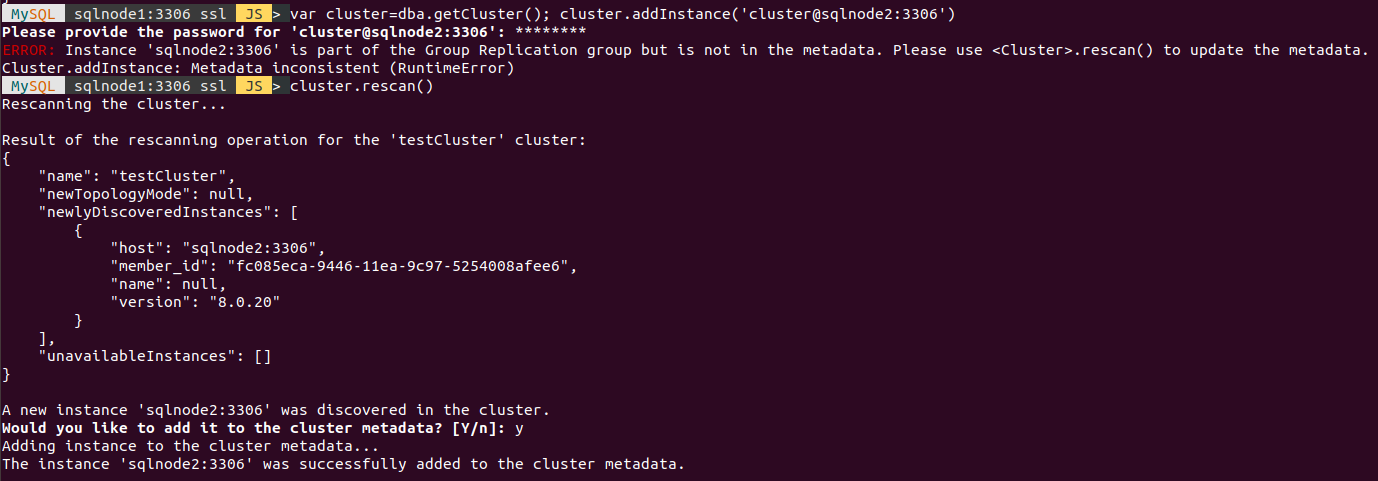 MySQL sqlnode1:3306 ssl JS > var cluster=dba.getCluster(); cluster.addInstance('cluster@sqlnode2:3306')
Please provide the password for 'cluster@sqlnode2:3306': ********
ERROR: Instance 'sqlnode2:3306' is part of the Group Replication group but is not in the metadata. Please use <Cluster>.rescan() to update the metadata.
Cluster.addInstance: Metadata inconsistent (RuntimeError)
MySQL sqlnode1:3306 ssl JS > cluster.rescan()
Rescanning the cluster...

Result of the rescanning operation for the 'testCluster' cluster:
{
    "name": "testCluster",
    "newTopologyMode": null,
    "newlyDiscoveredInstances": [
        {
            "host": "sqlnode2:3306",
            "member_id": "fc085eca-9446-11ea-9c97-5254008afee6",
            "name": null,
            "version": "8.0.20"
        }
    ],
    "unavailableInstances": []
}

A new instance 'sqlnode2:3306' was discovered in the cluster.
Would you like to add it to the cluster metadata? [Y/n]: y
Adding instance to the cluster metadata...
The instance 'sqlnode2:3306' was successfully added to the cluster metadata.